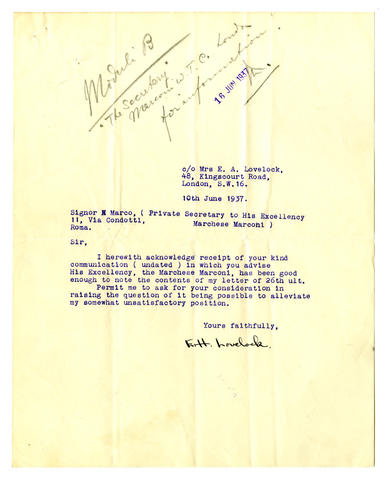 Moduli B
The Secretary
Marconi W. T. C. London
for information
16 JUN 1937
c/o Mrs E. A. Lovelock,
48, Kingscourt Road,
London, S.W.16.
10th June 1937.
Signor M Marco, ( Private Secretary to His Excellency
11, Via Condotti, Marchese Marconi )
Roma.
Sir,
I herewith acknowledge receipt of your kind
communication ( undated ) in which you advise
His Excellency, the Marchese Marconi, has been good
enough to note the contents of my letter of 26th ult.
Permit me to ask for your consideration in
raising the question of it being possible to alleviate
my somewhat unsatisfactory position.
Yours faithfully,
Lovelock.